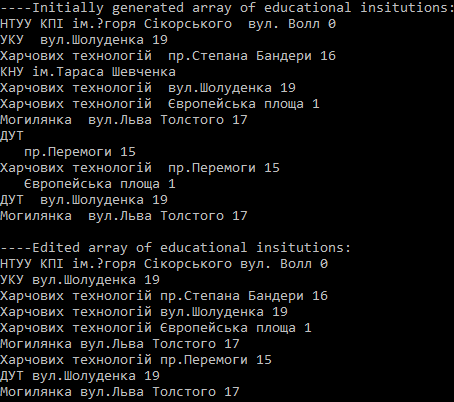 ----Initially generated array of educational insitutions:
НТУУ КПІ ім.?горя Сікорського  вул. Волл 0
УКУ  вул.Шолуденка 19
Харчових технологій  пр.Степана Бандери 16
КНУ ім.Тараса Шевченка
Харчових технологій  вул.Шолуденка 19
Харчових технологій  Європейська площа 1
Могилянка  вул.Льва Толстого 17
ДУТ
   пр.Перемоги 15
Харчових технологій  пр.Перемоги 15
   Європейська площа 1
ДУТ  вул.Шолуденка 19
Могилянка  вул.Льва Толстого 17

----Edited array of educational insitutions:
НТУУ КПІ ім.?горя Сікорського вул. Волл 0
УКУ вул.Шолуденка 19
Харчових технологій пр.Степана Бандери 16
Харчових технологій вул.Шолуденка 19
Харчових технологій Європейська площа 1
Могилянка вул.Льва Толстого 17
Харчових технологій пр.Перемоги 15
ДУТ вул.Шолуденка 19
Могилянка вул.Льва Толстого 17